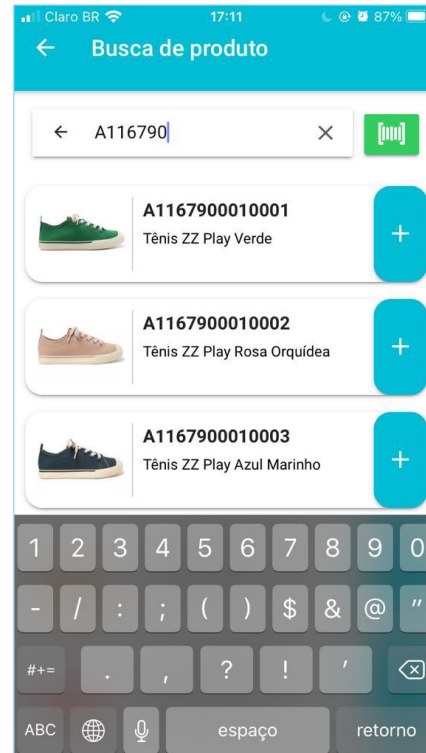 Claro BR 17:11 87%
Busca de produto
A116790
A1167900010001
Tênis ZZ Play Verde
A1167900010002
Tênis ZZ Play Rosa Orquídea
A1167900010003
Tênis ZZ Play Azul Marinho
1 2 3 4 5 6 7 8 9 0
- / : ; ( ) $ & @ "
#+= . , ? ! '
ABC espaço retorno